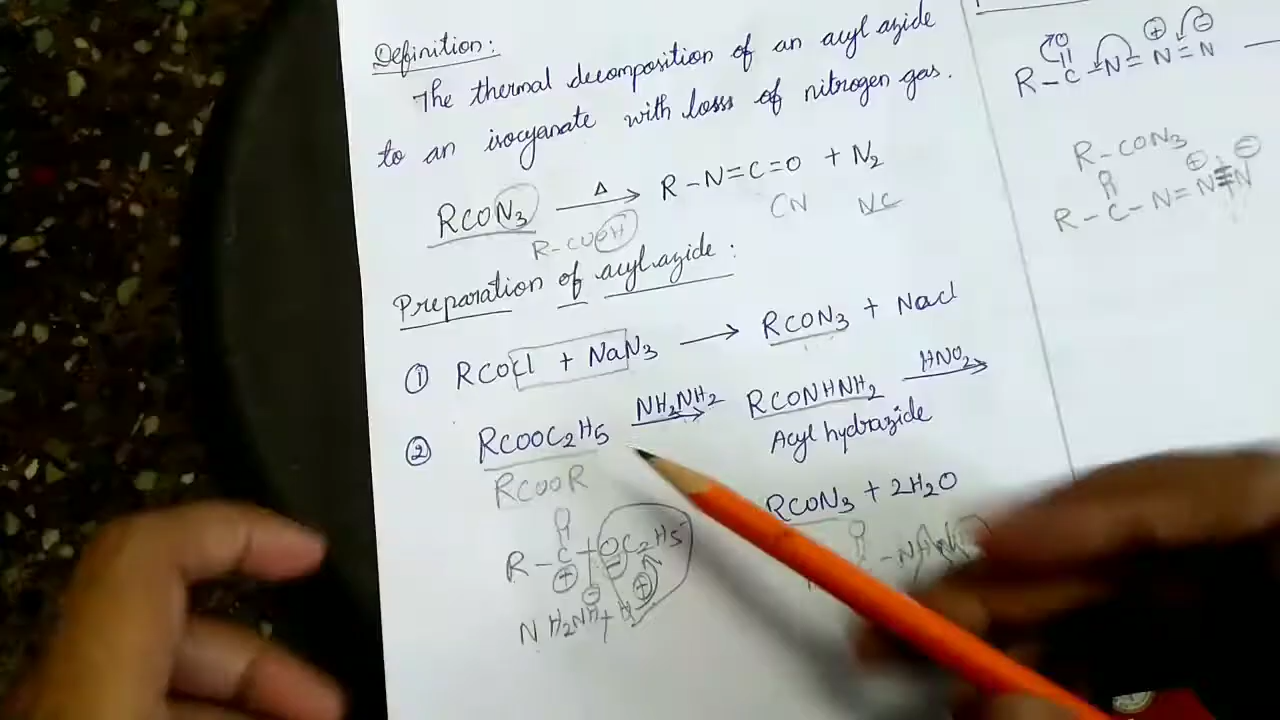 Definition:
The thermal decomposition of an acyl azide
to an isocyanate with loss of nitrogen gas.
RCON₃ —Δ→ R-N=C=O + N₂
R-COOH
CN NC
Preparation of acyl azide:
① RCOCl + NaN₃ → RCON₃ + Nacl
② RCOOC₂H₅ —NH₂NH₂→ RCONHNH₂ —HNO₂→
Acyl hydrazide
RCOOR
RCON₃ + 2H₂O
O
R-C+OC₂H₅
⊕ ⊖ ⊕
NH₂NH+H
O
O ⊕ ⊖
R-C-N=N=N
R-CON₃
O ⊕ ⊖
R-C-N=N≡N